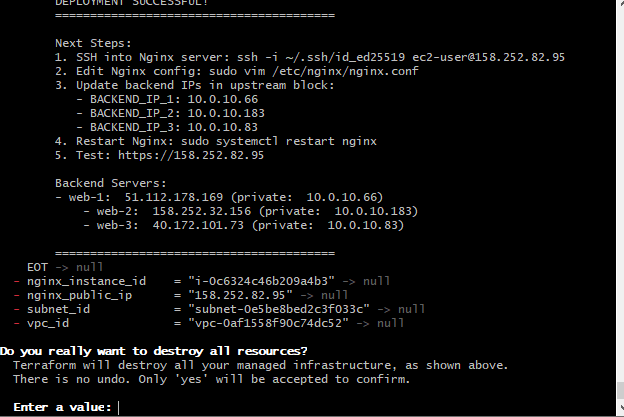 DEPLOYMENT SUCCESSFUL!
========================================
Next Steps:
1. SSH into Nginx server: ssh -i ~/.ssh/id_ed25519 ec2-user@158.252.82.95
2. Edit Nginx config: sudo vim /etc/nginx/nginx.conf
3. Update backend IPs in upstream block:
- BACKEND_IP_1: 10.0.10.66
- BACKEND_IP_2: 10.0.10.183
- BACKEND_IP_3: 10.0.10.83
4. Restart Nginx: sudo systemctl restart nginx
5. Test: https://158.252.82.95
Backend Servers:
- web-1:  51.112.178.169 (private:  10.0.10.66)
- web-2:  158.252.32.156 (private:  10.0.10.183)
- web-3:  40.172.101.73 (private:  10.0.10.83)
========================================
EOT -> null
- nginx_instance_id    = "i-0c6324c46b209a4b3" -> null
- nginx_public_ip      = "158.252.82.95" -> null
- subnet_id            = "subnet-0e5be8bed2c3f033c" -> null
- vpc_id               = "vpc-0af1558f90c74dc52" -> null
Do you really want to destroy all resources?
Terraform will destroy all your managed infrastructure, as shown above.
There is no undo. Only 'yes' will be accepted to confirm.
Enter a value: